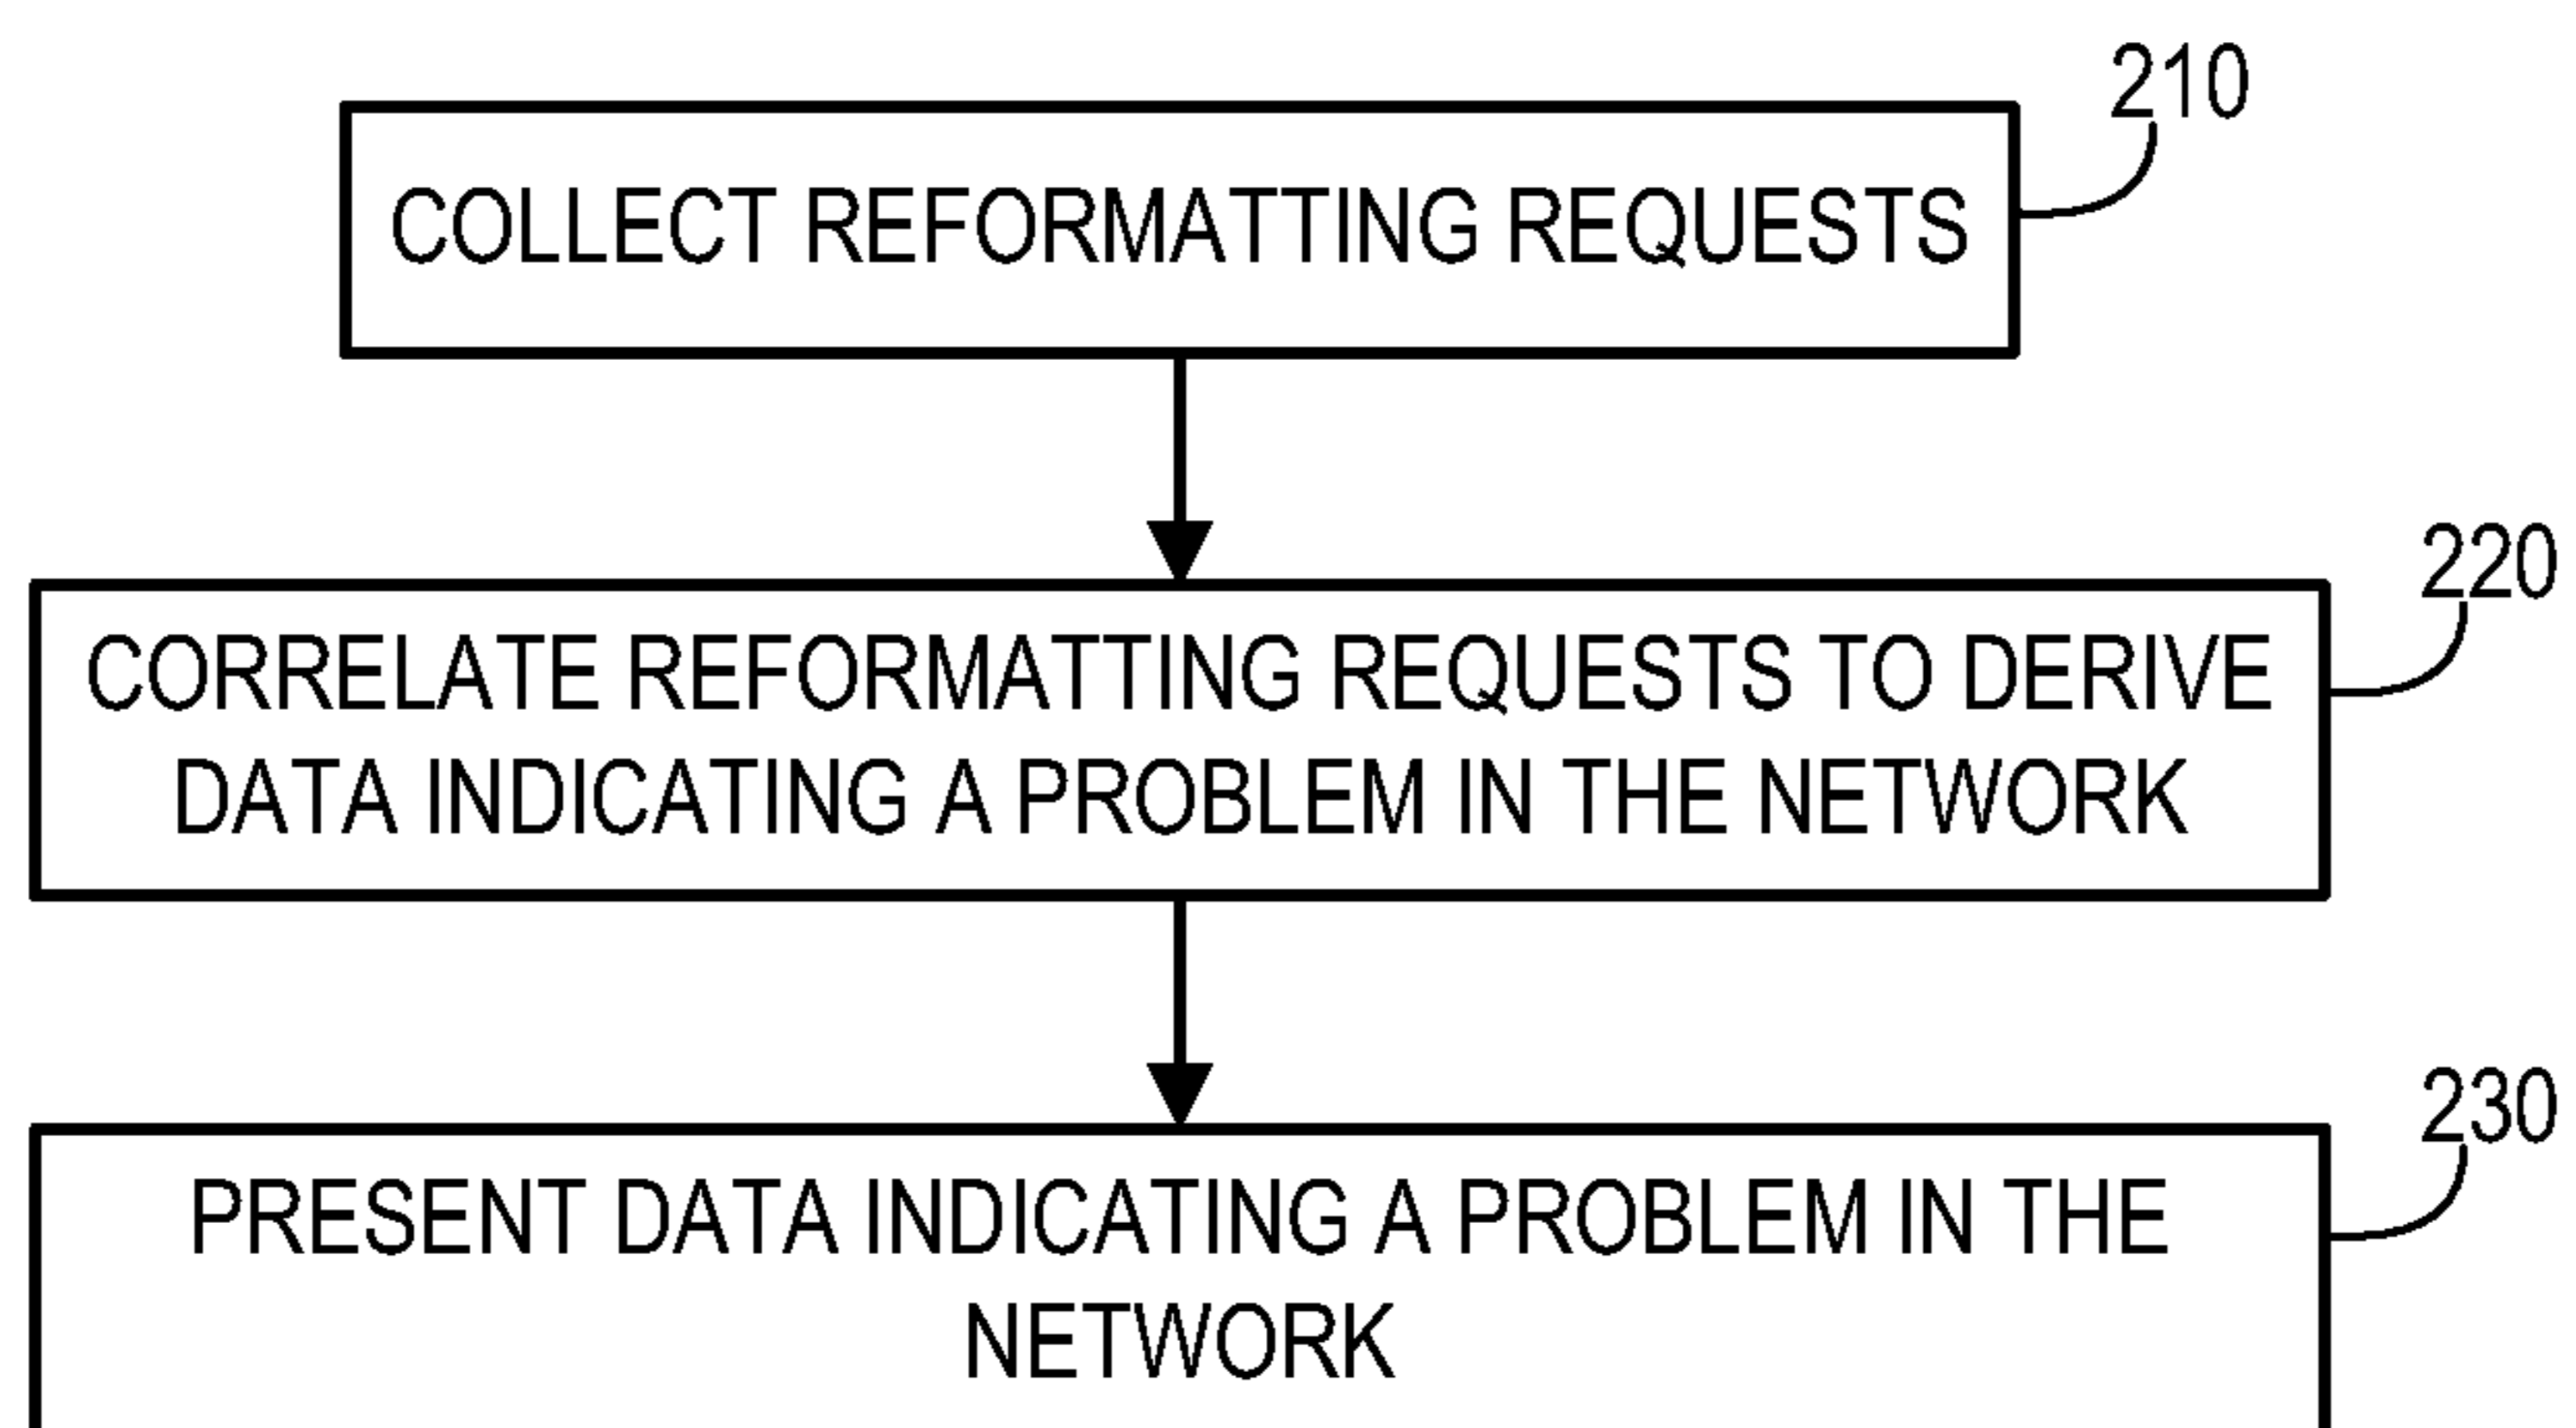 210
COLLECT REFORMATTING REQUESTS
220
CORRELATE REFORMATTING REQUESTS TO DERIVE
DATA INDICATING A PROBLEM IN THE NETWORK
230
PRESENT DATA INDICATING A PROBLEM IN THE
NETWORK